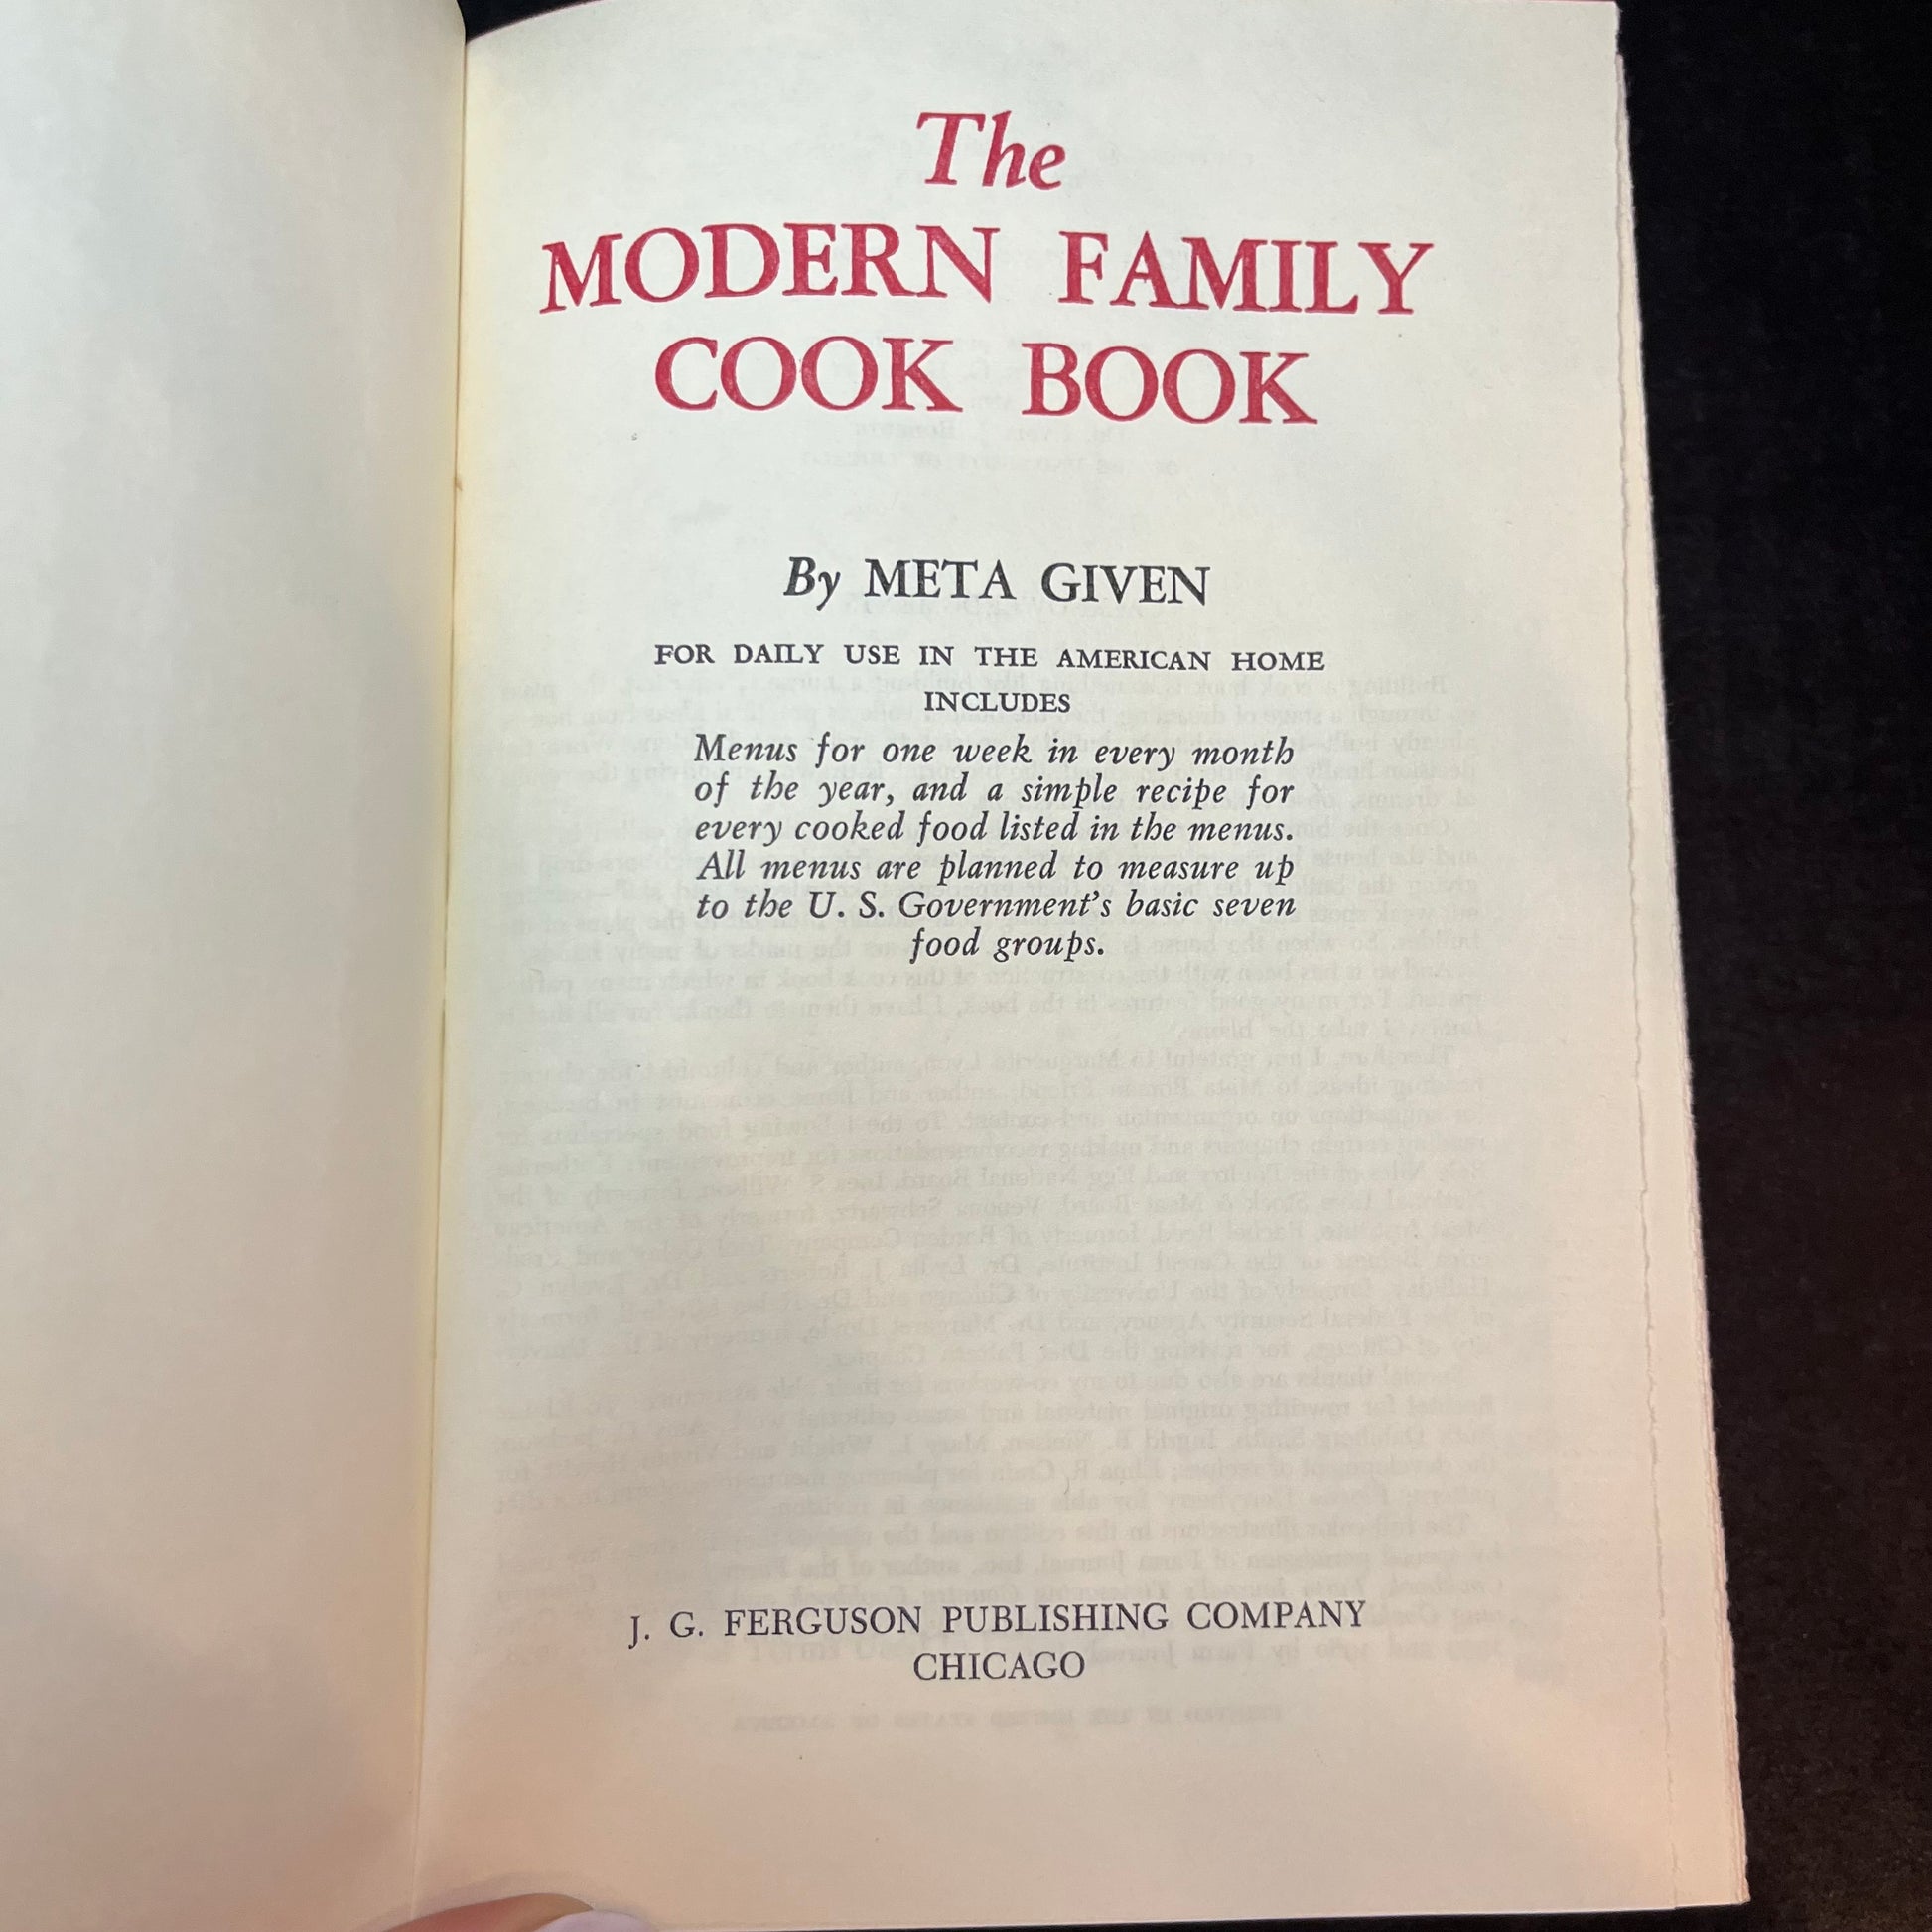 The
MODERN FAMILY
COOK BOOK
By META GIVEN
FOR DAILY USE IN THE AMERICAN HOME
INCLUDES
Menus for one week in every month
of the year, and a simple recipe for
every cooked food listed in the menus.
All menus are planned to measure up
to the U. S. Government's basic seven
food groups.
J. G. FERGUSON PUBLISHING COMPANY
CHICAGO